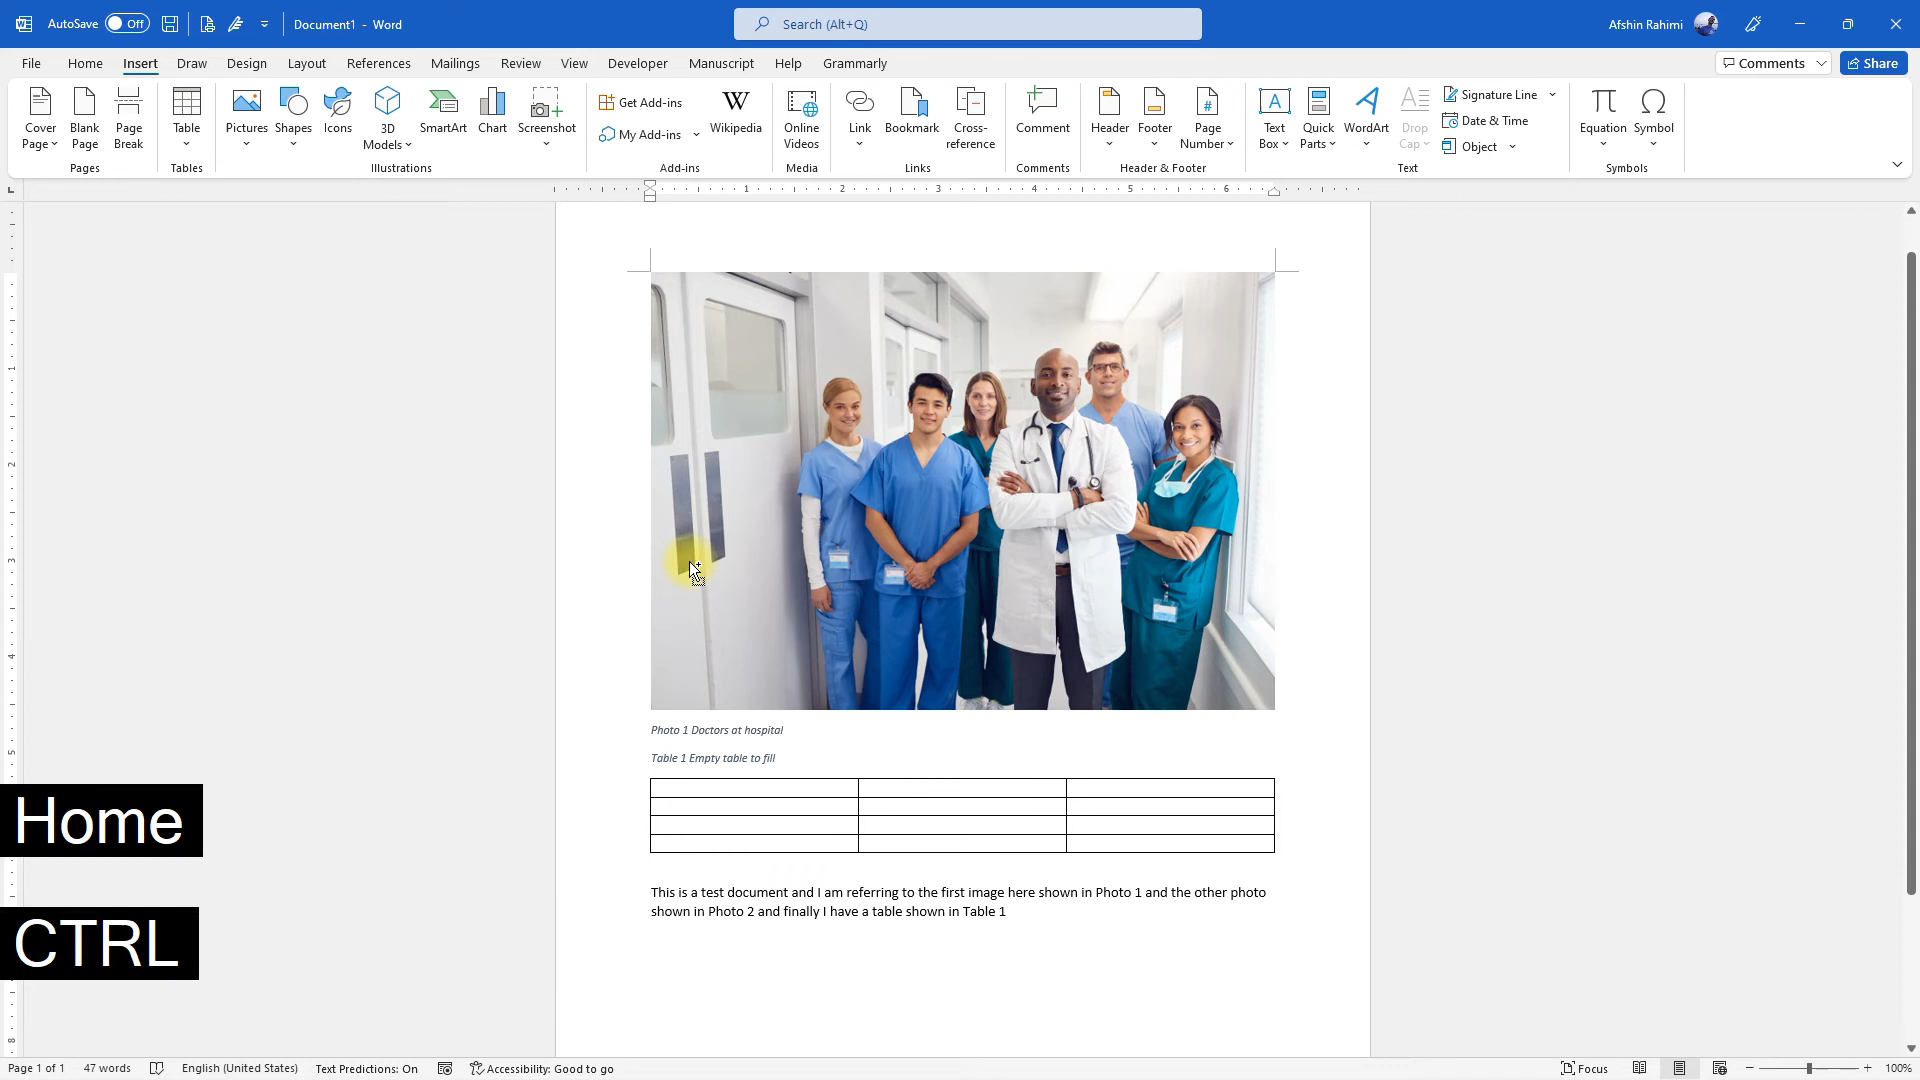 AutoSave Off Document1 - Word Search (Alt+Q) Afshin Rahimi
File Home Insert Draw Design Layout References Mailings Review View Developer Manuscript Help Grammarly Comments Share
Cover Page
Blank Page
Page Break
Pages
Table
Tables
Pictures
Shapes
Icons
3D Models
SmartArt
Chart
Screenshot
Illustrations
Get Add-ins
My Add-ins
W
Wikipedia
Add-ins
Online Videos
Media
Link
Bookmark
Cross-reference
Links
Comment
Comments
Header
Footer
Page Number
Header & Footer
Text Box
Quick Parts
WordArt
Drop Cap
Signature Line
Date & Time
Object
Text
Equation
Symbol
Symbols
1 2 3 4 5 6
Photo 1 Doctors at hospital
Table 1 Empty table to fill
This is a test document and I am referring to the first image here shown in Photo 1 and the other photo
shown in Photo 2 and finally I have a table shown in Table 1
Home
CTRL
Page 1 of 1 47 words English (United States) Text Predictions: On Accessibility: Good to go Focus 100%